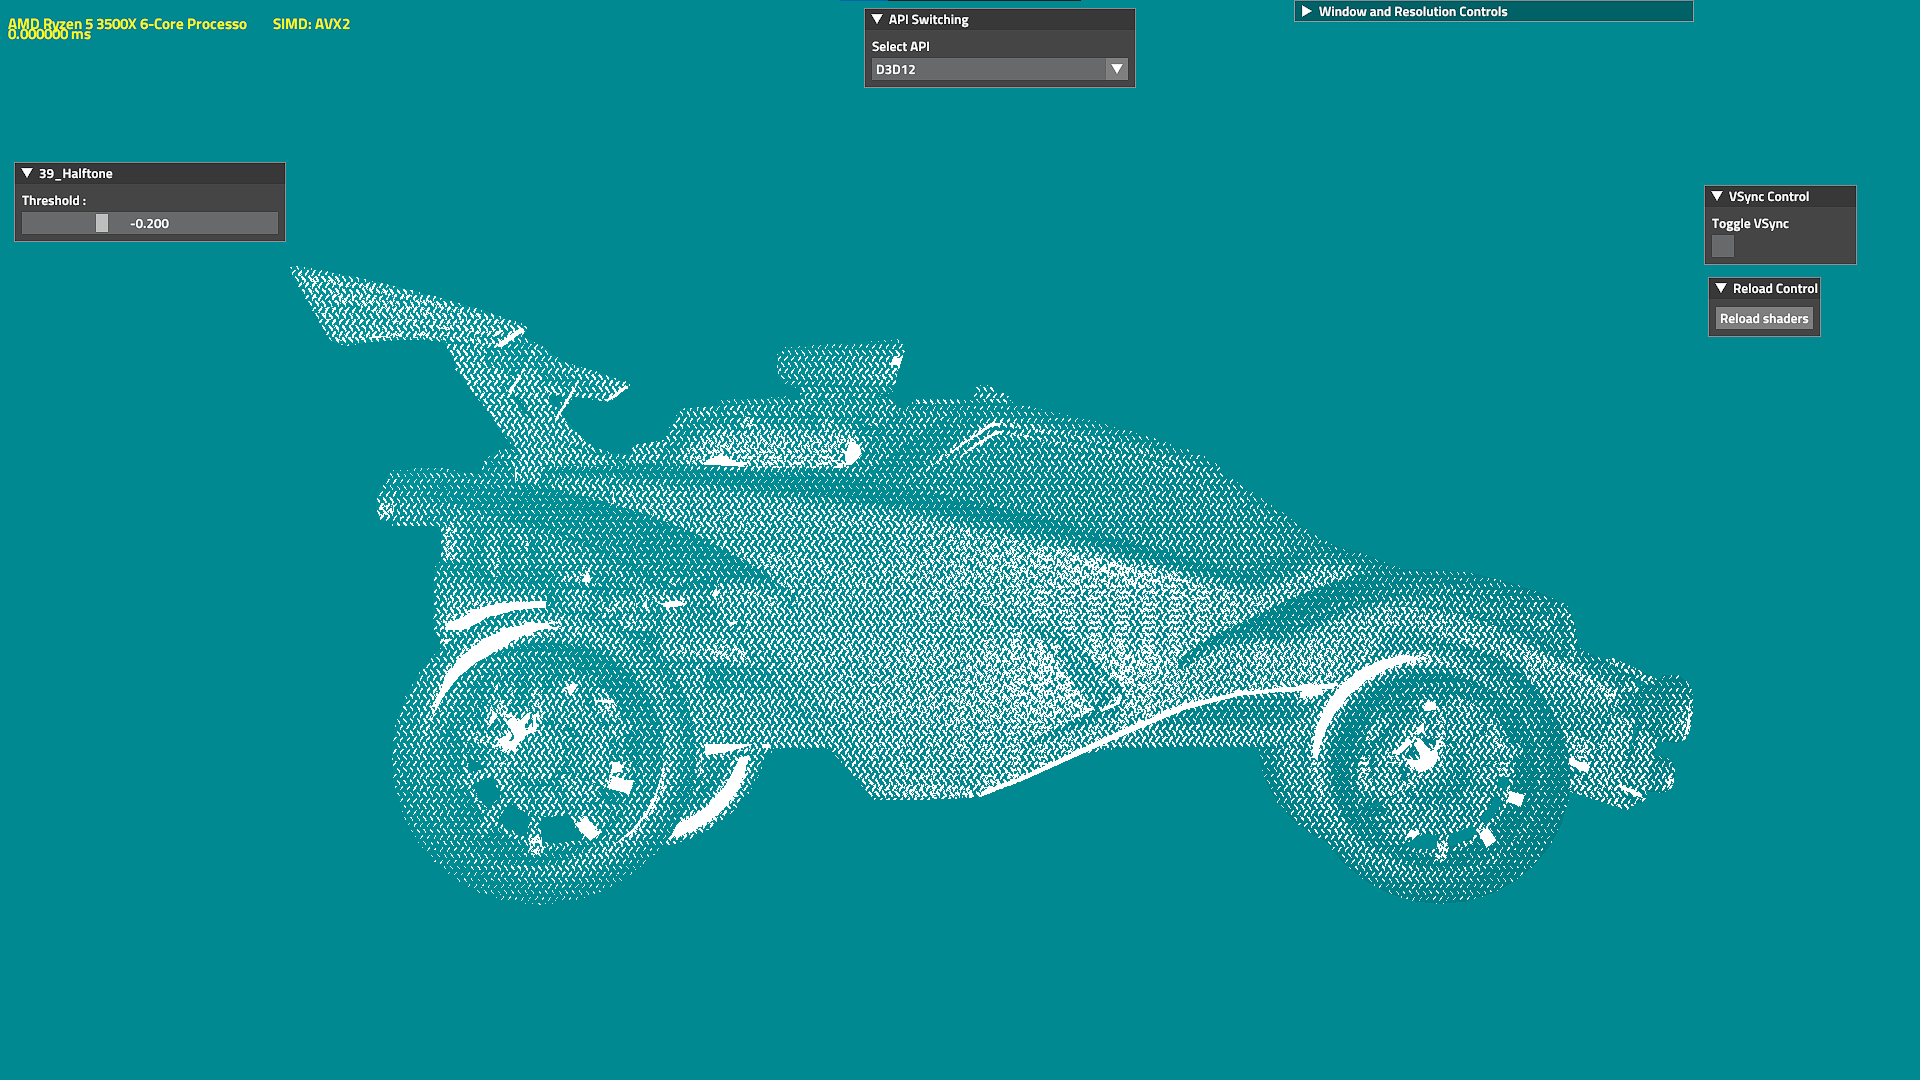 AMD Ryzen 5 3500X 6-Core Processo SIMD: AVX2
0.000000 ms
API Switching
Select API
D3D12
Window and Resolution Controls
39_Halftone
Threshold :
-0.200
VSync Control
Toggle VSync
Reload Control
Reload shaders